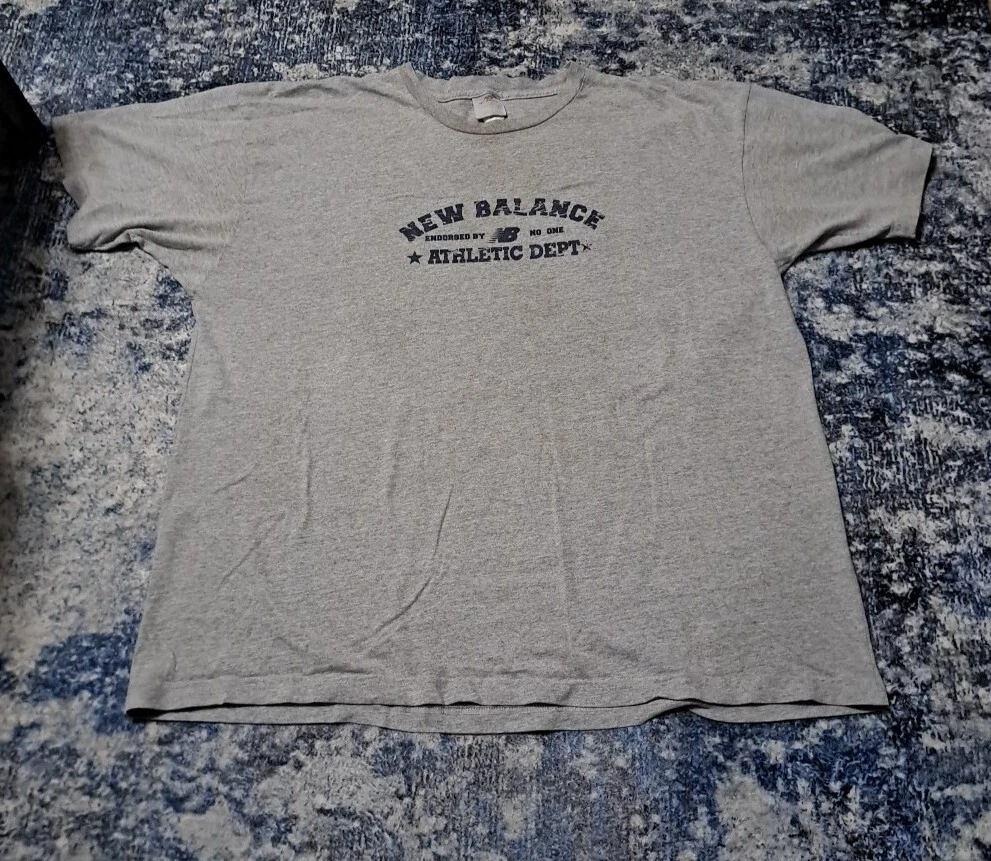 NEW BALANCE
ENDORSED BY NB NO ONE
★ ATHLETIC DEPT ★